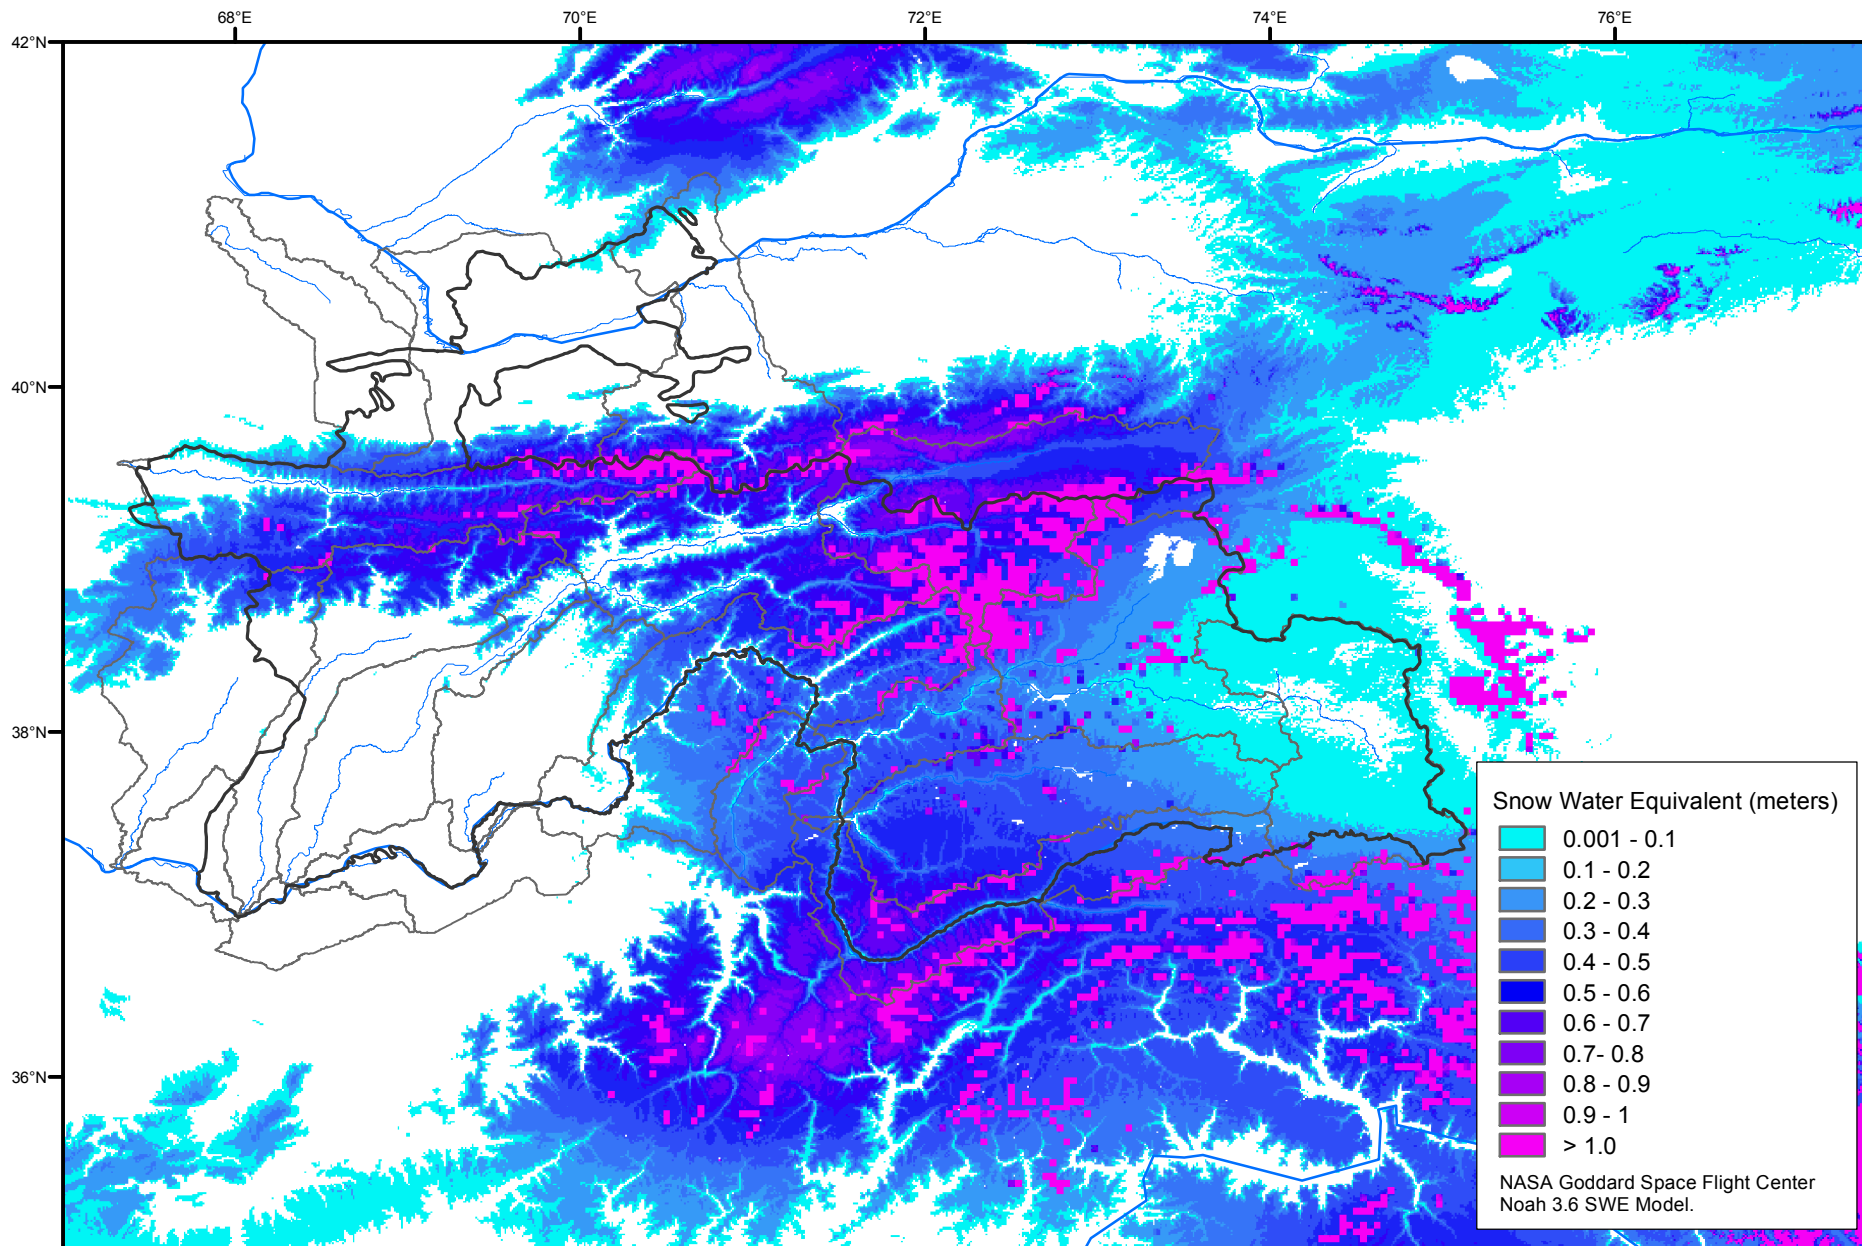 68°E
70°E
72°E
74°E
76°E
42°N
40°N
38°N
36°N
Snow Water Equivalent (meters)
0.001 - 0.1
0.1 - 0.2
0.2 - 0.3
0.3 - 0.4
0.4 - 0.5
0.5 - 0.6
0.6 - 0.7
0.7- 0.8
0.8 - 0.9
0.9 - 1
> 1.0
NASA Goddard Space Flight Center
Noah 3.6 SWE Model.